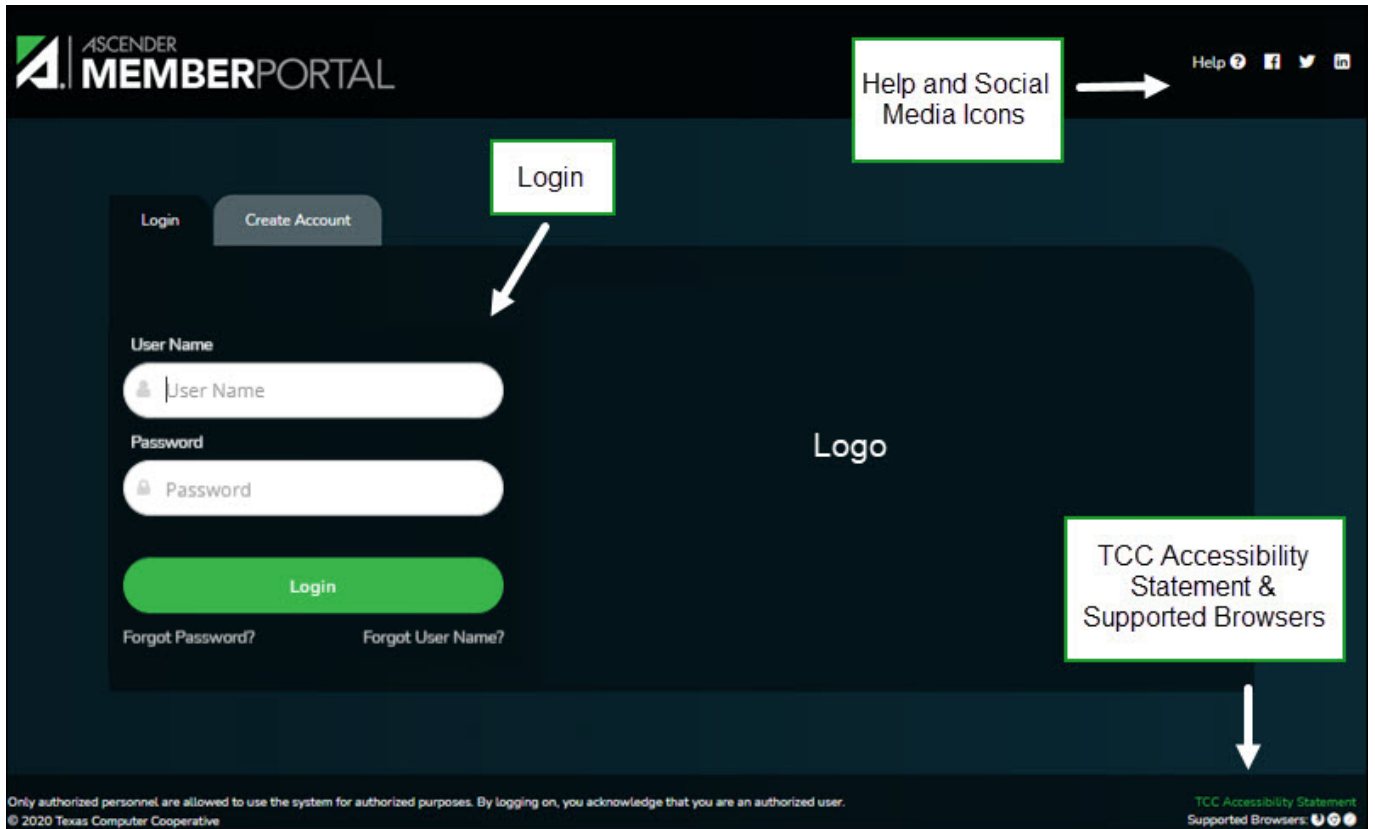 ASCENDER
MEMBERPORTAL
Help
Help and Social
Media Icons
Login
Login
Create Account
User Name
User Name
Password
Password
Login
Forgot Password?
Forgot User Name?
Logo
TCC Accessibility
Statement &
Supported Browsers
Only authorized personnel are allowed to use the system for authorized purposes. By logging on, you acknowledge that you are an authorized user.
© 2020 Texas Computer Cooperative
TCC Accessibility Statement
Supported Browsers: